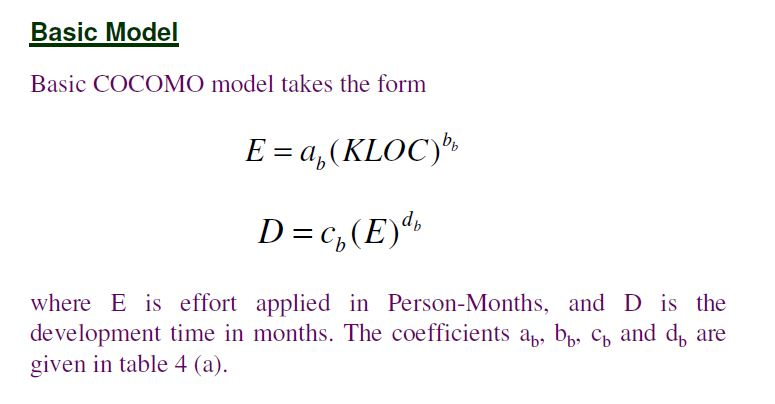 Basic Model
Basic COCOMO model takes the form
E = a_b (KLOC)^{b_b}
D = c_b (E)^{d_b}
where E is effort applied in Person-Months, and D is the
development time in months. The coefficients a_b, b_b, c_b and d_b are
given in table 4 (a).